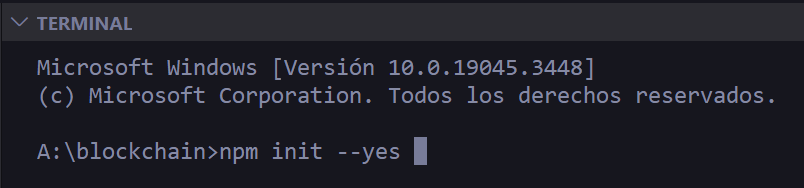 TERMINAL
Microsoft Windows [Versión 10.0.19045.3448]
(c) Microsoft Corporation. Todos los derechos reservados.
A:\blockchain>npm init --yes